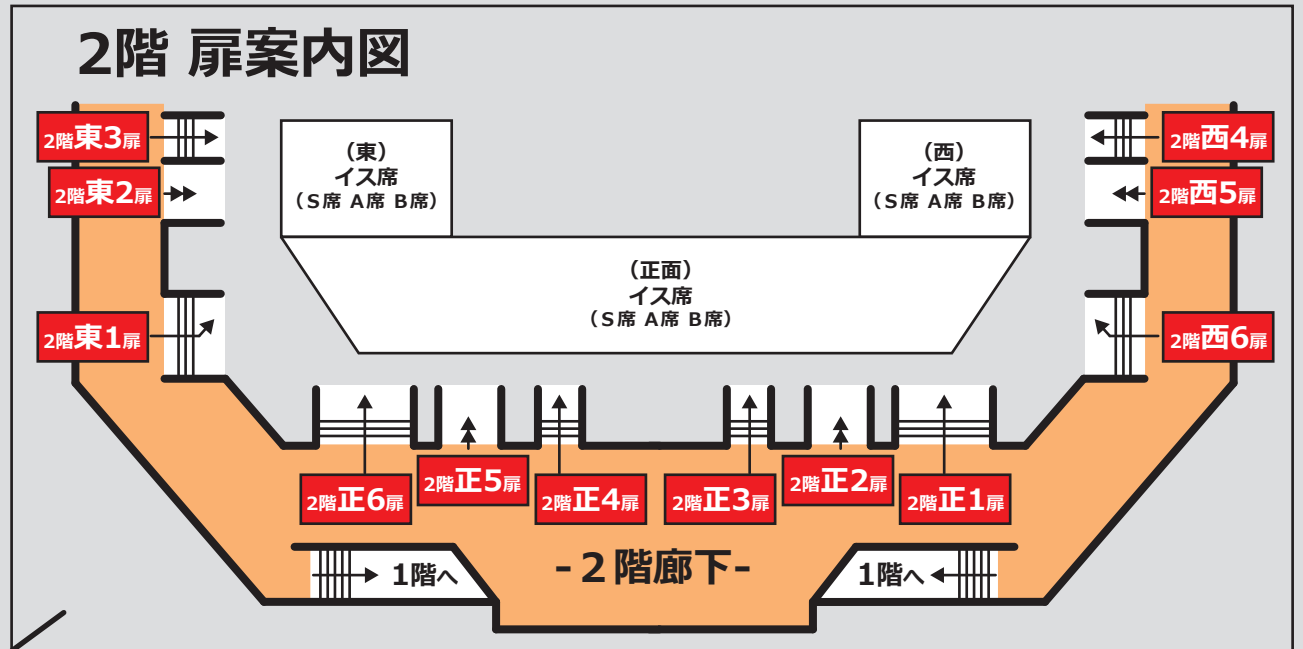 2階 扉案内図
2階東3扉
2階東2扉
2階東1扉
（東）
イス席
（S席 A席 B席）
（西）
イス席
（S席 A席 B席）
（正面）
イス席
（S席 A席 B席）
2階西4扉
2階西5扉
2階西6扉
2階正6扉
2階正5扉
2階正4扉
2階正3扉
2階正2扉
2階正1扉
1階へ
-２階廊下-
1階へ